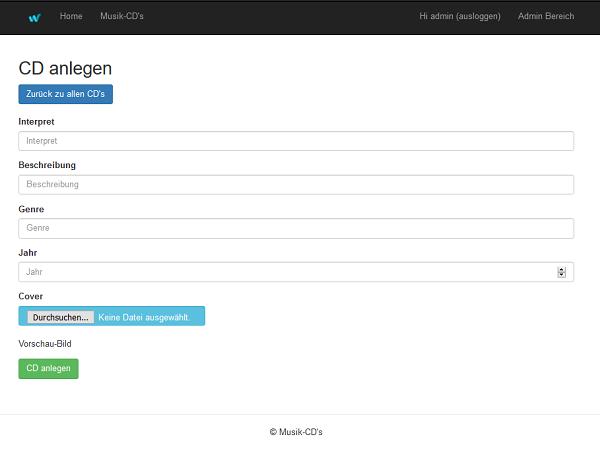 Home Musik-CD's Hi admin (ausloggen) Admin Bereich
CD anlegen
Zurück zu allen CD's
Interpret
Interpret
Beschreibung
Beschreibung
Genre
Genre
Jahr
Jahr
Cover
Durchsuchen... Keine Datei ausgewählt.
Vorschau-Bild
CD anlegen
© Musik-CD's